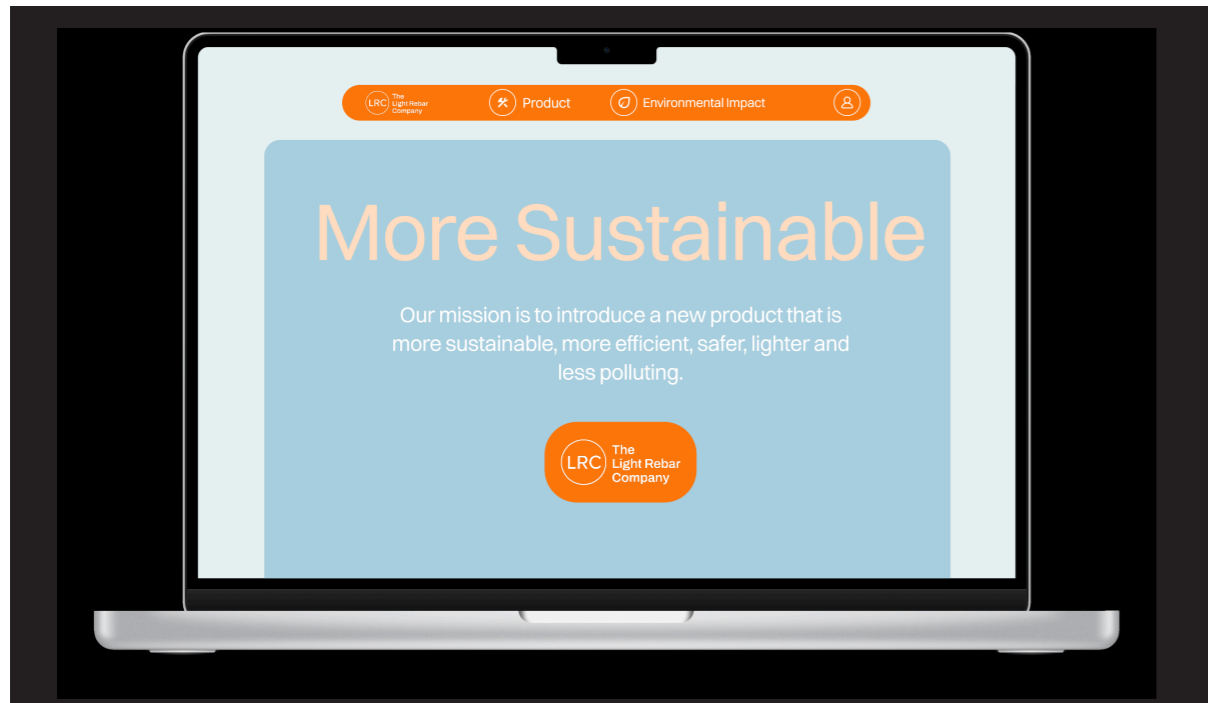 LRC The Light Rebar Company Product Environmental Impact
More Sustainable
Our mission is to introduce a new product that is
more sustainable, more efficient, safer, lighter and
less polluting.
LRC
The
Light Rebar
Company